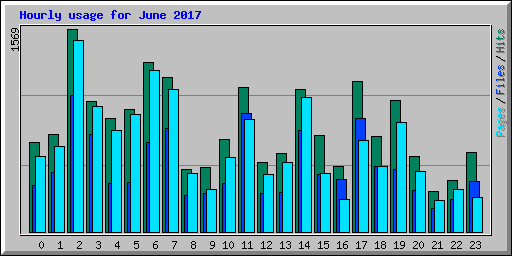 Hourly usage for June 2017
1569
Pages/Files/Hits
0 1 2 3 4 5 6 7 8 9 10 11 12 13 14 15 16 17 18 19 20 21 22 23